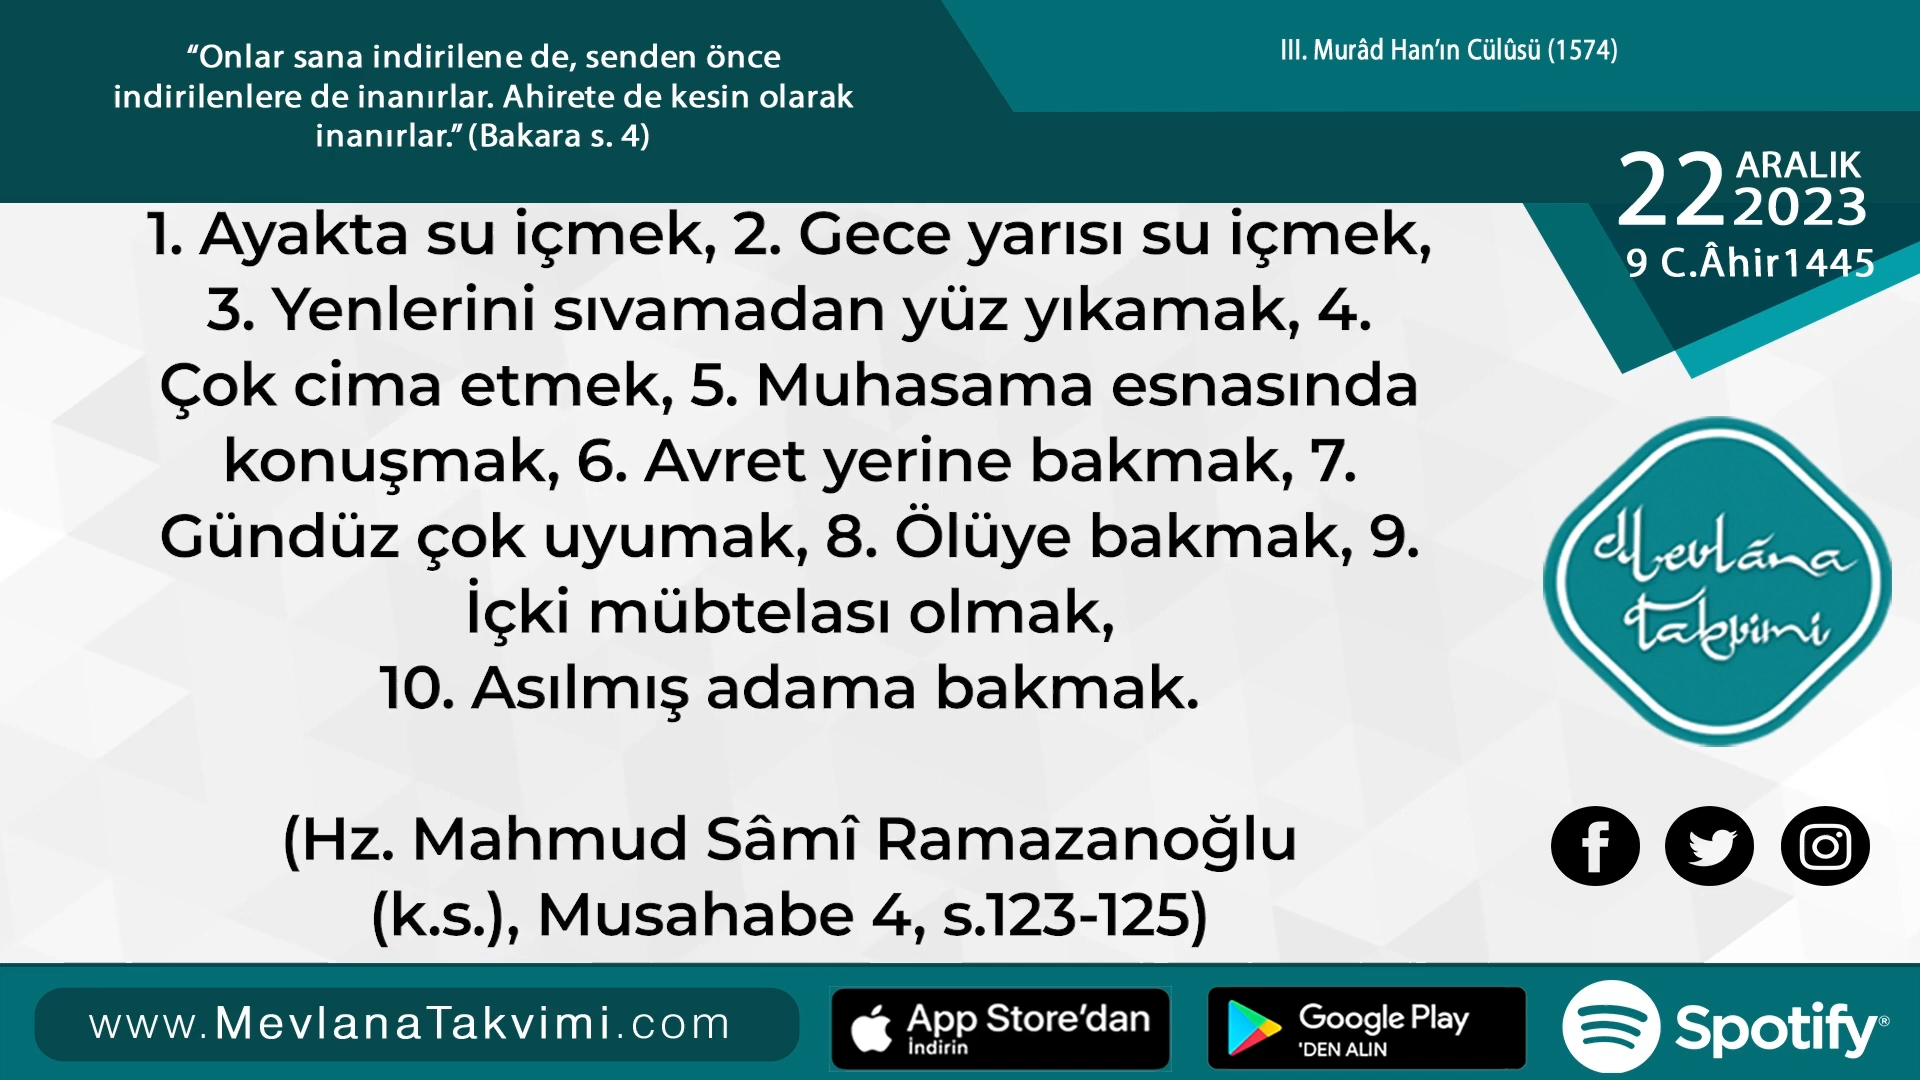 “Onlar sana indirilene de, senden önce
indirilenlere de inanırlar. Ahirete de kesin olarak
inanırlar.” (Bakara s. 4)
III. Murâd Han’ın Cülûsü (1574)
22 ARALIK
2023
9 C.Âhir1445
1. Ayakta su içmek, 2. Gece yarısı su içmek,
3. Yenlerini sıvamadan yüz yıkamak, 4.
Çok cima etmek, 5. Muhasama esnasında
konuşmak, 6. Avret yerine bakmak, 7.
Gündüz çok uyumak, 8. Ölüye bakmak, 9.
İçki mübtelası olmak,
10. Asılmış adama bakmak.
(Hz. Mahmud Sâmî Ramazanoğlu
(k.s.), Musahabe 4, s.123-125)
Mevlâna
Takvimi
www.MevlanaTakvimi.com
App Store’dan
İndirin
Google Play
'DEN ALIN
Spotify®